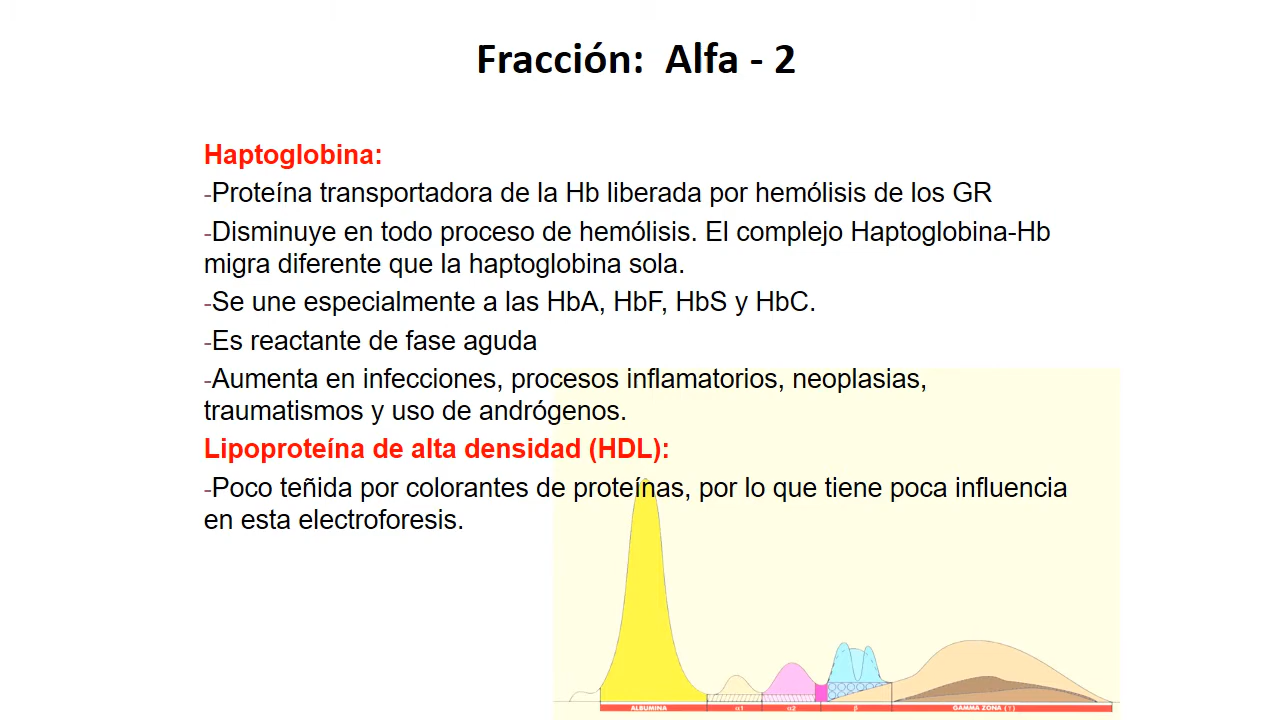 Fracción: Alfa - 2
Haptoglobina:
-Proteína transportadora de la Hb liberada por hemólisis de los GR
-Disminuye en todo proceso de hemólisis. El complejo Haptoglobina-Hb
migra diferente que la haptoglobina sola.
-Se une especialmente a las HbA, HbF, HbS y HbC.
-Es reactante de fase aguda
-Aumenta en infecciones, procesos inflamatorios, neoplasias,
traumatismos y uso de andrógenos.
Lipoproteína de alta densidad (HDL):
-Poco teñida por colorantes de proteínas, por lo que tiene poca influencia
en esta electroforesis.
ALBUMINA α1 α2 β GAMMA ZONA (γ)